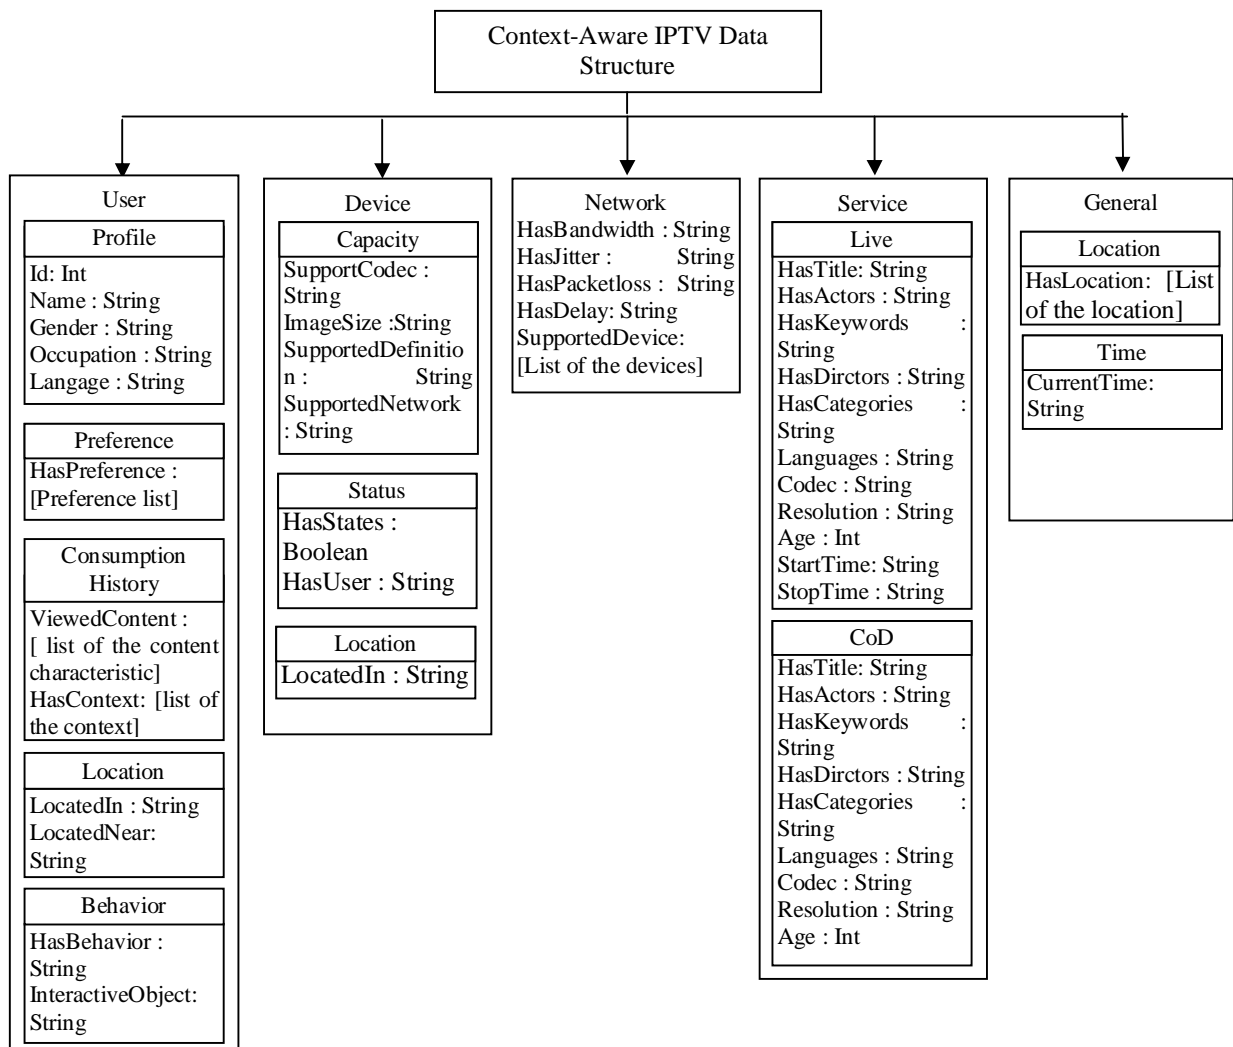 Context-Aware IPTV Data
Structure
User
Profile
Id: Int
Name : String
Gender : String
Occupation : String
Langage : String
Preference
HasPreference :
[Preference list]
Consumption
History
ViewedContent :
[ list of the content
characteristic]
HasContext: [list of
the context]
Location
LocatedIn : String
LocatedNear:
String
Behavior
HasBehavior :
String
InteractiveObject:
String
Device
Capacity
SupportCodec :
String
ImageSize :String
SupportedDefinitio
n : String
SupportedNetwork
: String
Status
HasStates :
Boolean
HasUser : String
Location
LocatedIn : String
Network
HasBandwidth : String
HasJitter : String
HasPacketloss : String
HasDelay: String
SupportedDevice:
[List of the devices]
Service
Live
HasTitle: String
HasActors : String
HasKeywords :
String
HasDirctors : String
HasCategories :
String
Languages : String
Codec : String
Resolution : String
Age : Int
StartTime: String
StopTime : String
CoD
HasTitle: String
HasActors : String
HasKeywords :
String
HasDirctors : String
HasCategories :
String
Languages : String
Codec : String
Resolution : String
Age : Int
General
Location
HasLocation: [List
of the location]
Time
CurrentTime:
String